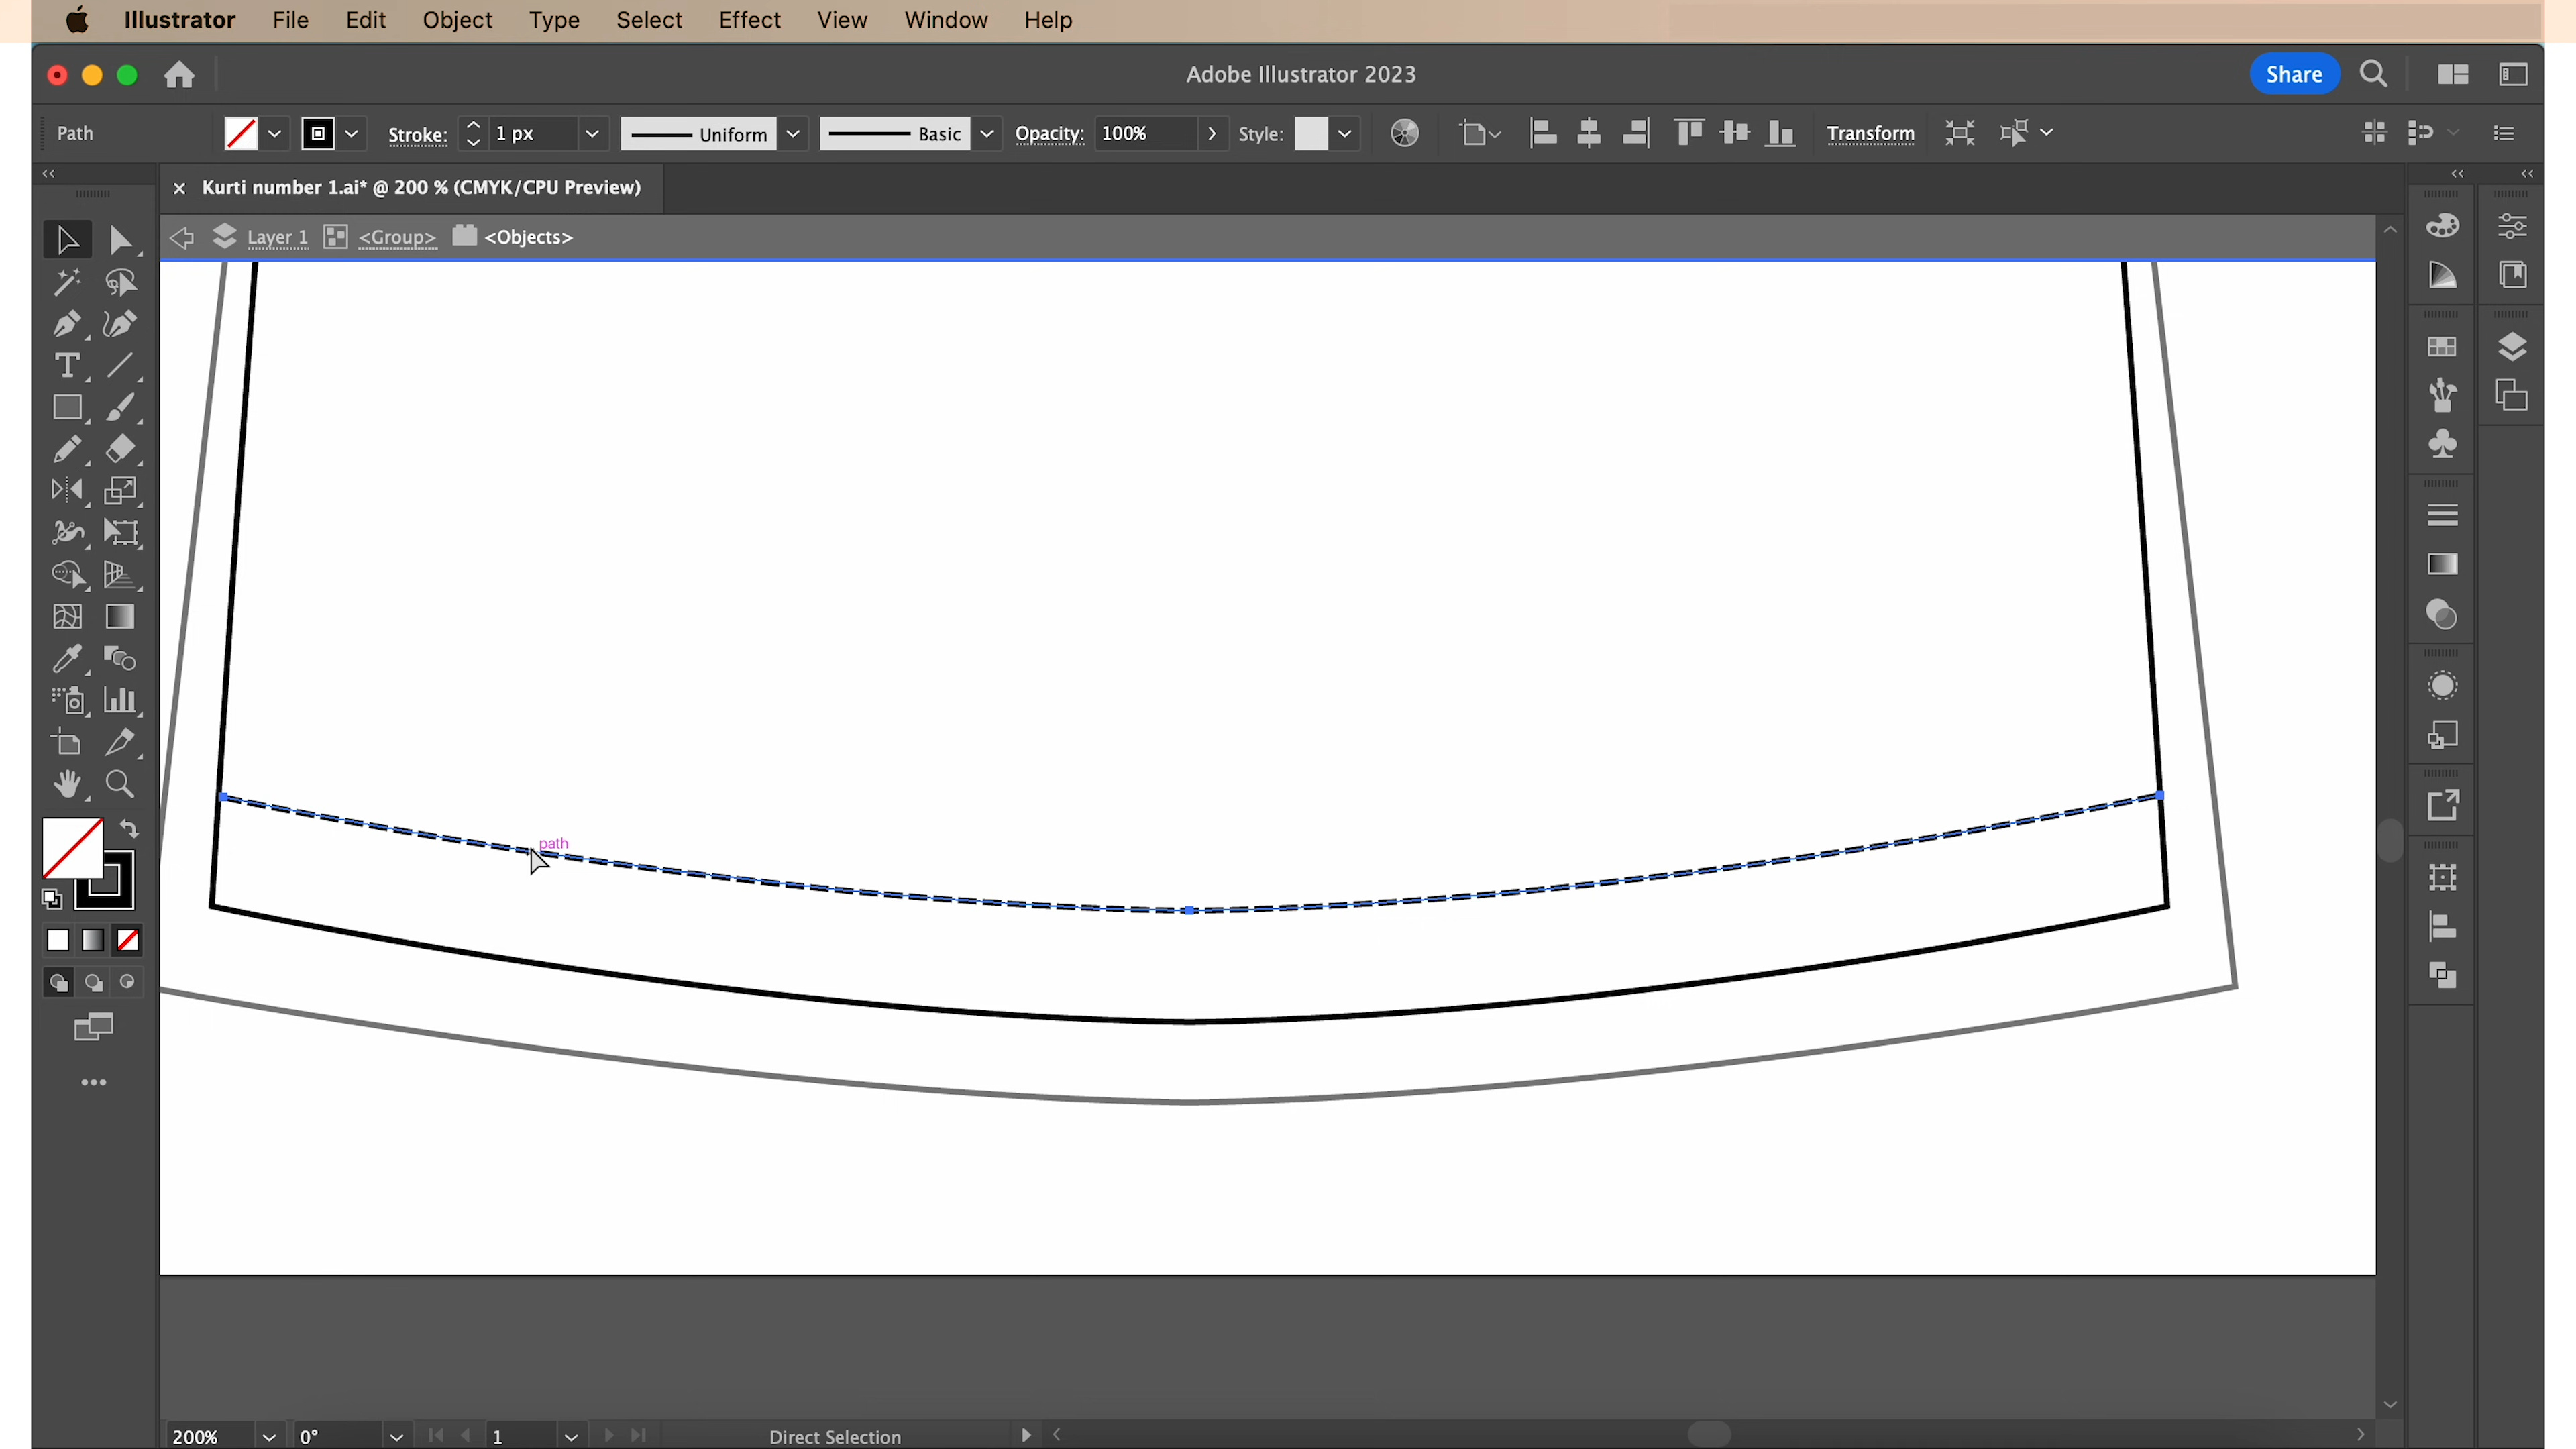 Illustrator File Edit Object Type Select Effect View Window Help
Adobe Illustrator 2023
Share
Path Stroke: 1 px Uniform Basic Opacity: 100% Style: Transform
Kurti number 1.ai* @ 200 % (CMYK/CPU Preview)
Layer 1 <Group> <Objects>
path
200% 0° 1 Direct Selection